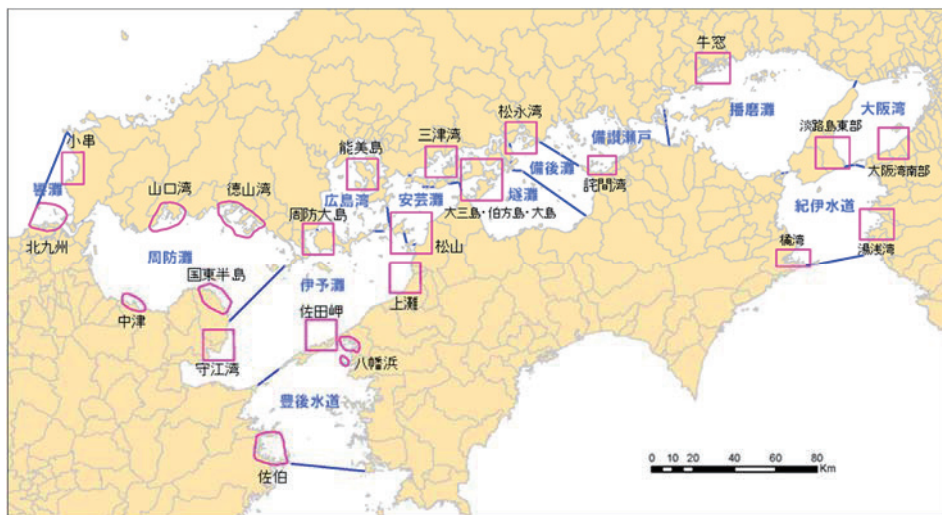 牛窓
播磨灘
大阪湾
松永湾
備讃瀬戸
淡路島東部
小串
三津湾
能美島
備後灘
詫間湾
大阪湾南部
響灘
山口湾
徳山湾
広島湾
安芸灘
燧灘
紀伊水道
周防大島
大三島・伯方島・大島
北九州
松山
橘湾
湯浅湾
周防灘
国東半島
伊予灘
上灘
中津
佐田岬
守江湾
八幡浜
豊後水道
佐伯
0 10 20 40 60 80
Km